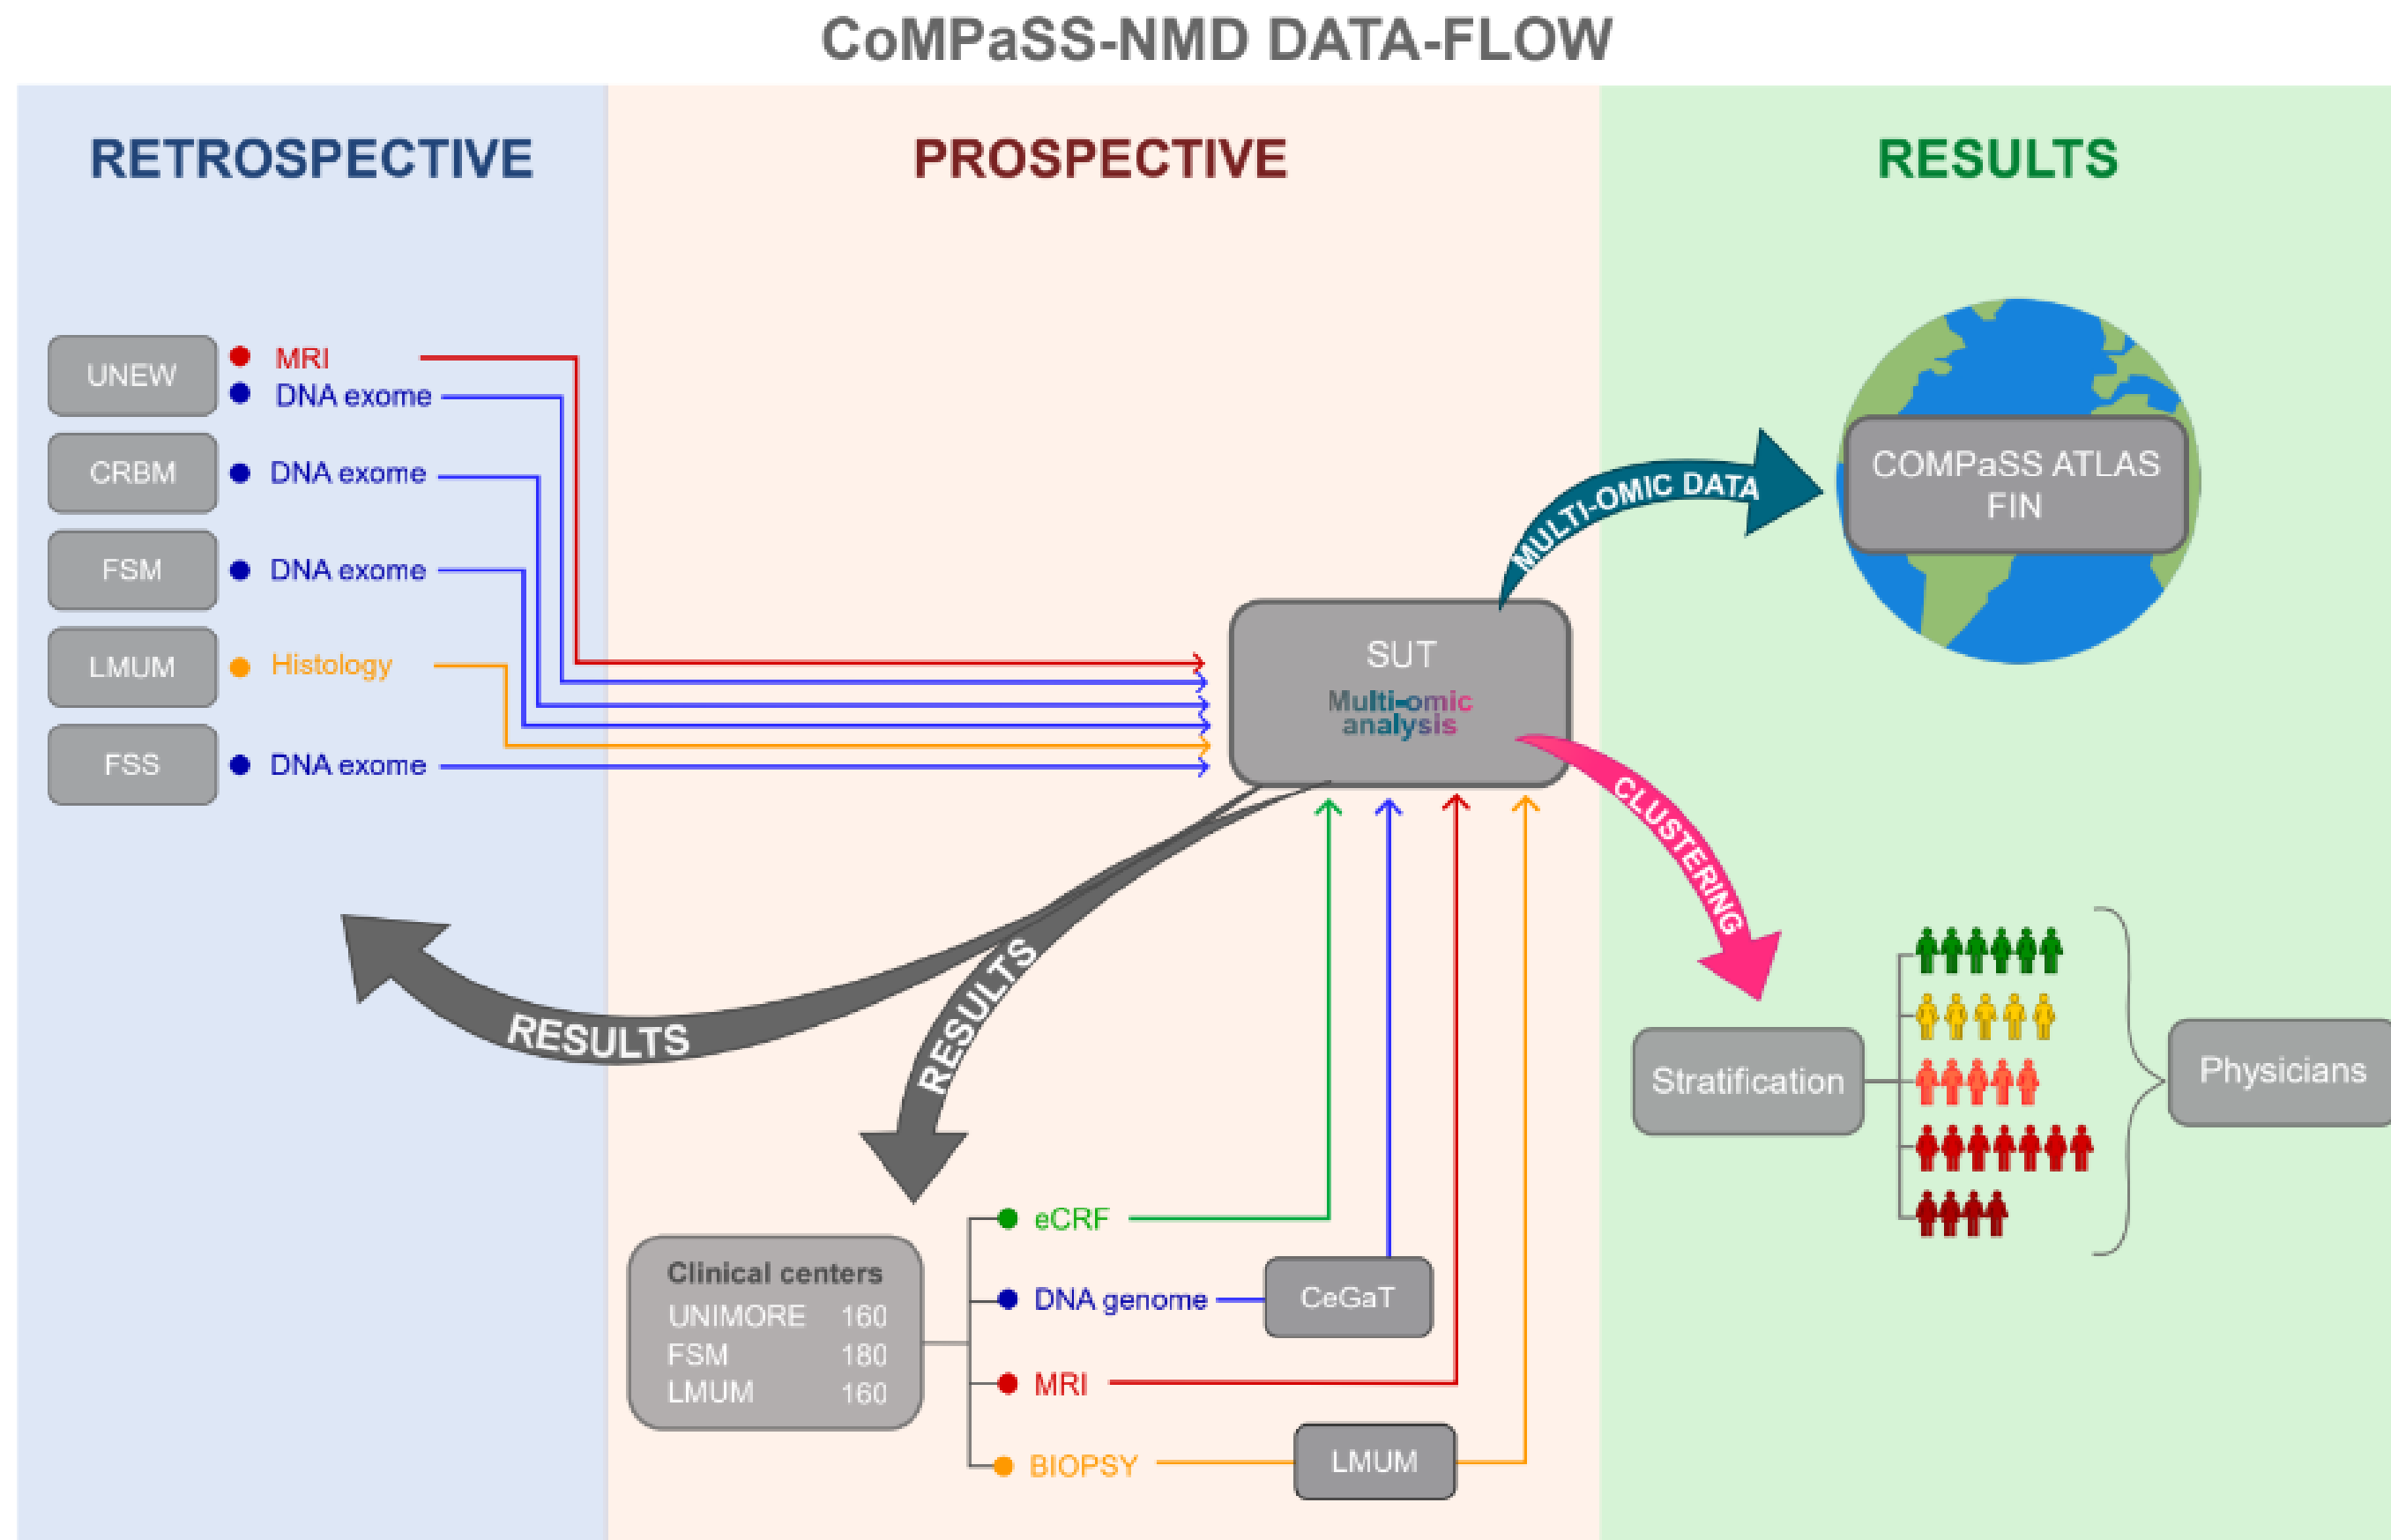 CoMPaSS-NMD DATA-FLOW
RETROSPECTIVE
PROSPECTIVE
RESULTS
UNEW
MRI
DNA exome
CRBM
DNA exome
FSM
DNA exome
LMUM
Histology
FSS
DNA exome
SUT
Multi-omic
analysis
MULTI-OMIC DATA
COMPaSS ATLAS
FIN
CLUSTERING
RESULTS
RESULTS
Stratification
Physicians
Clinical centers
UNIMORE 160
FSM 180
LMUM 160
eCRF
DNA genome
CeGaT
MRI
BIOPSY
LMUM